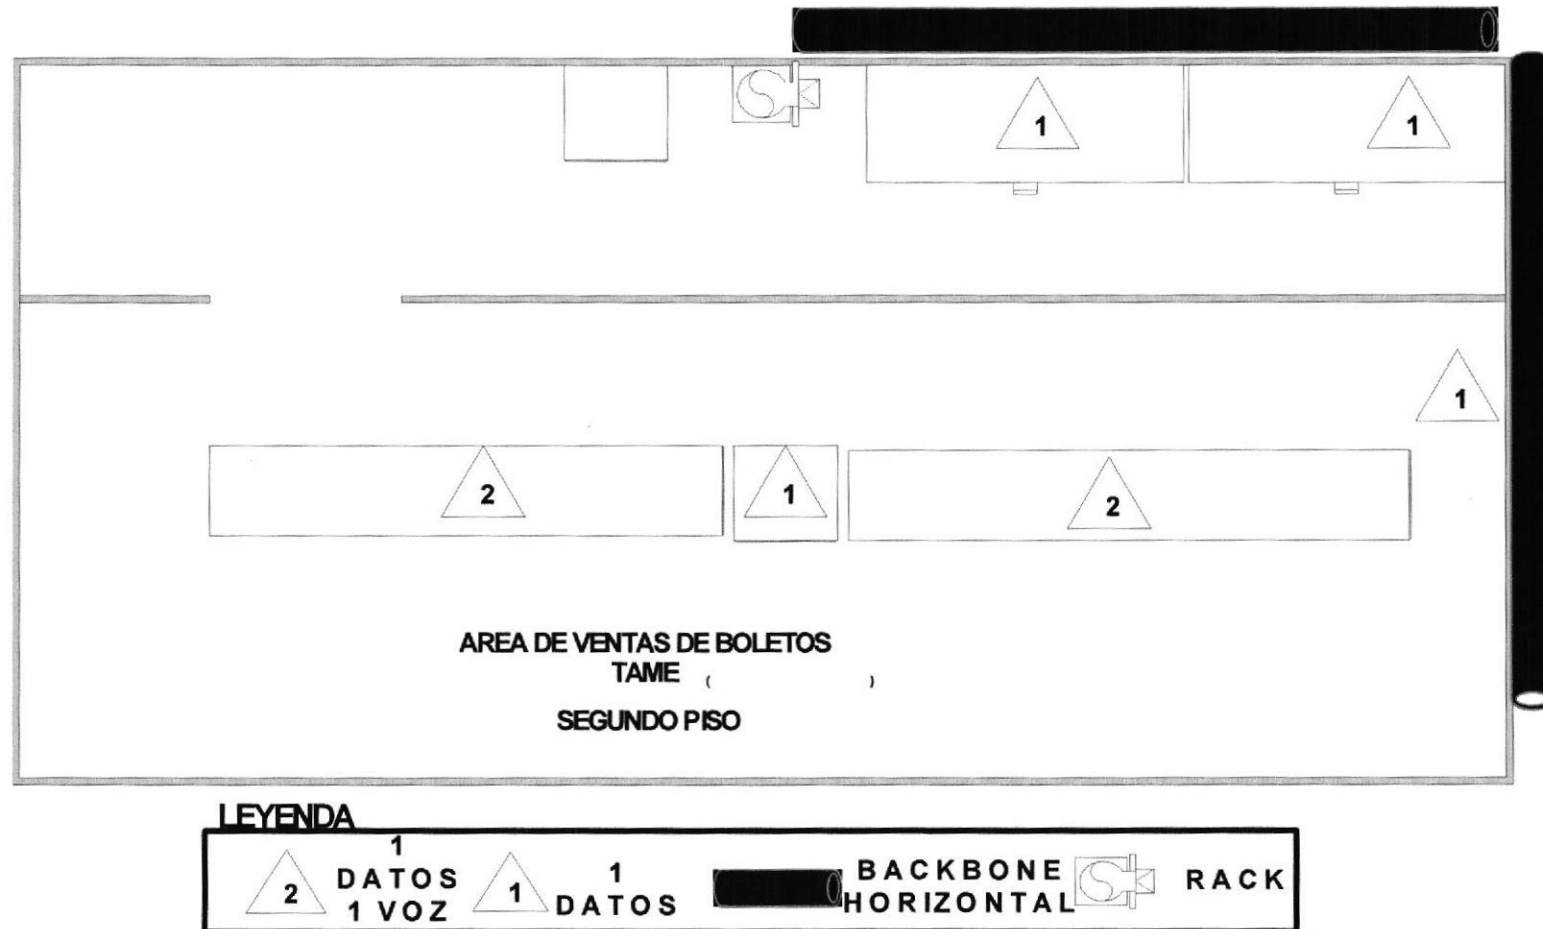 1
1
1
2
1
2
AREA DE VENTAS DE BOLETOS
TAME ( )
SEGUNDO PISO
LEYENDA
2
1
DATOS
1 VOZ
1
1
DATOS
BACKBONE
HORIZONTAL
RACK